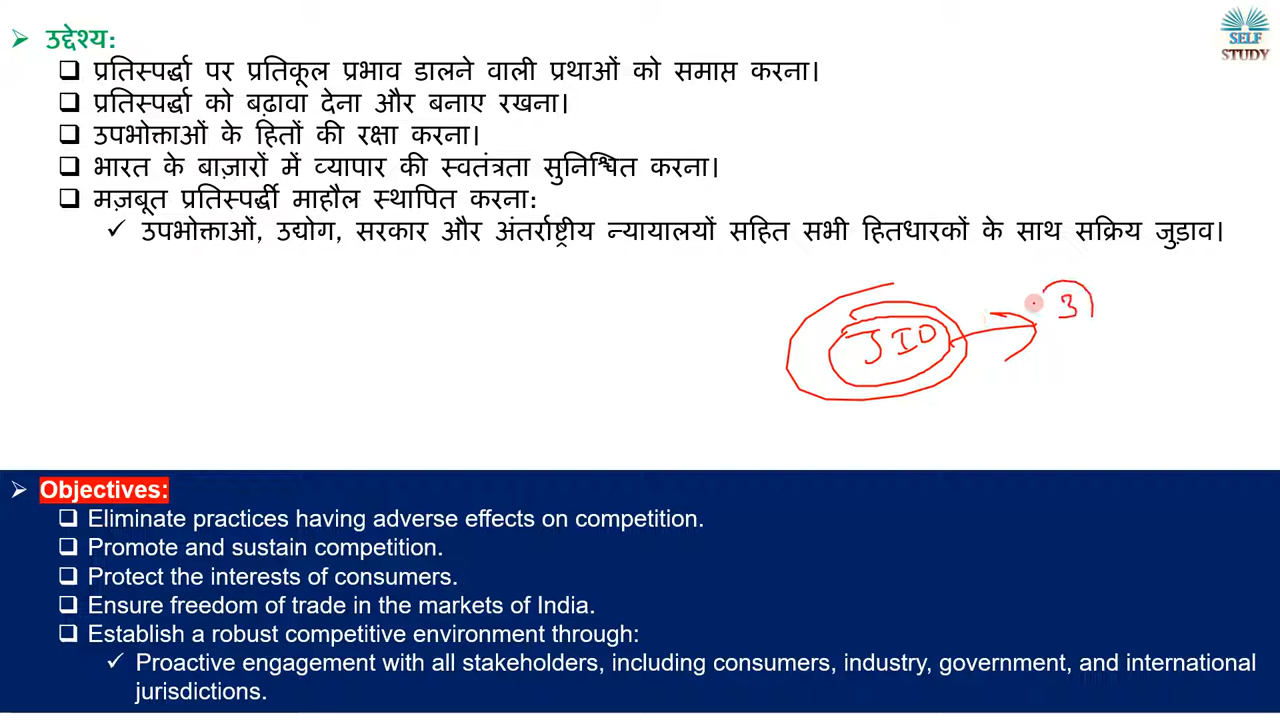 उद्देश्य:
SELF
STUDY
प्रतिस्पर्द्धा पर प्रतिकूल प्रभाव डालने वाली प्रथाओं को समाप्त करना।
प्रतिस्पर्द्धा को बढ़ावा देना और बनाए रखना।
उपभोक्ताओं के हितों की रक्षा करना।
भारत के बाज़ारों में व्यापार की स्वतंत्रता सुनिश्चित करना।
मज़बूत प्रतिस्पर्द्धी माहौल स्थापित करना:
उपभोक्ताओं, उद्योग, सरकार और अंतर्राष्ट्रीय न्यायालयों सहित सभी हितधारकों के साथ सक्रिय जुड़ाव।
3
JIO
Objectives:
Eliminate practices having adverse effects on competition.
Promote and sustain competition.
Protect the interests of consumers.
Ensure freedom of trade in the markets of India.
Establish a robust competitive environment through:
Proactive engagement with all stakeholders, including consumers, industry, government, and international
jurisdictions.